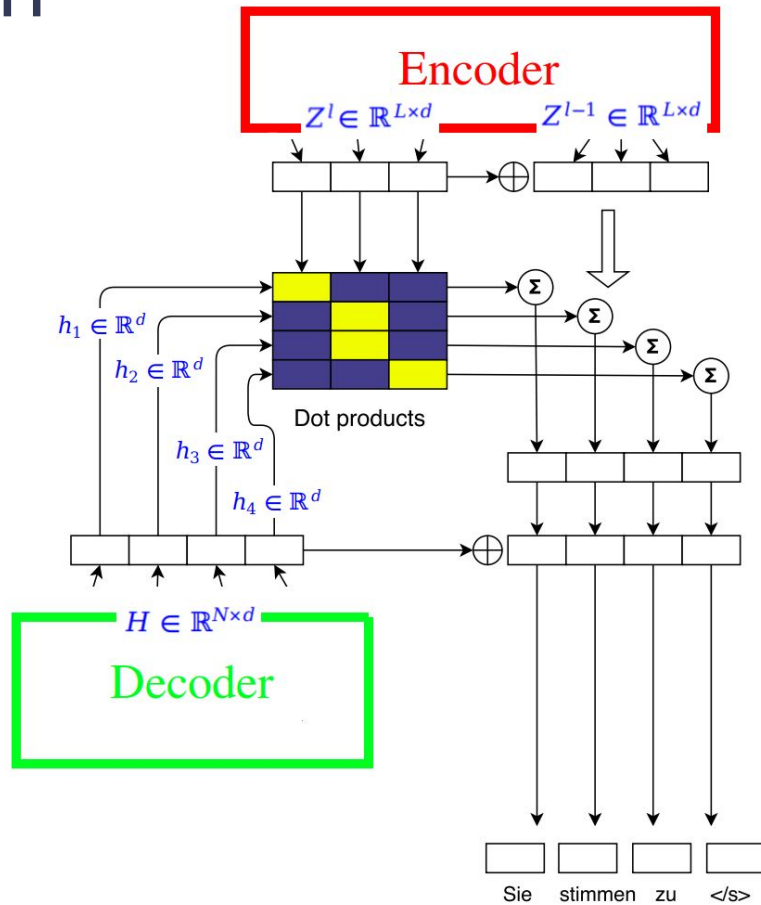 Encoder
Z^l ∈ ℝ^{L×d} Z^{l−1} ∈ ℝ^{L×d}
Σ
h_1 ∈ ℝ^d
Σ
h_2 ∈ ℝ^d
Σ
Σ
Dot products
h_3 ∈ ℝ^d
h_4 ∈ ℝ^d
H ∈ ℝ^{N×d}
Decoder
Sie stimmen zu </s>